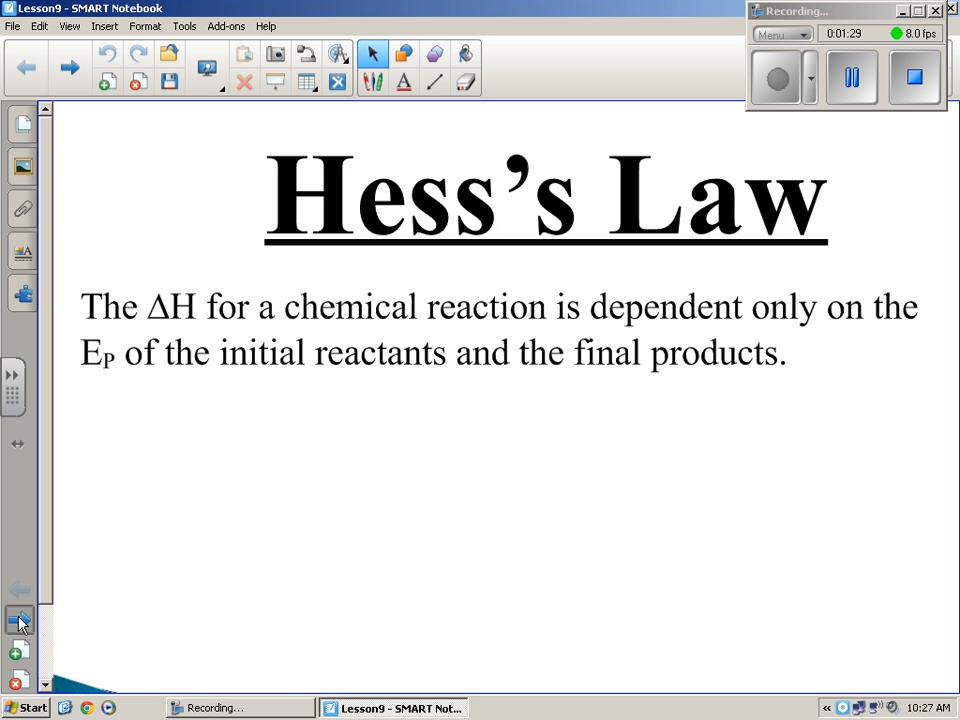 Lesson9 - SMART Notebook
Recording...
File Edit View Insert Format Tools Add-ons Help
Menu 0:01:29 8.0 fps
Hess’s Law
The ΔH for a chemical reaction is dependent only on the
EP of the initial reactants and the final products.
Start Recording... Lesson9 - SMART Not... « 10:27 AM